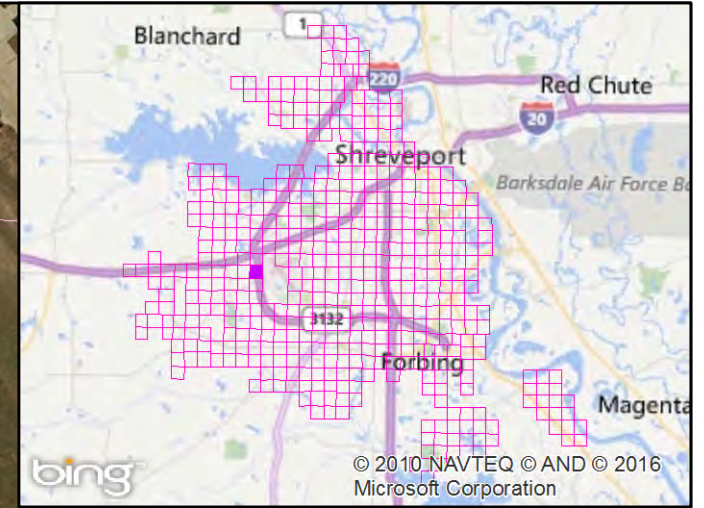 1
Blanchard
220
Red Chute
20
Shreveport
Barksdale Air Force B
3132
Forbing
Magenta
bing
© 2010 NAVTEQ © AND © 2016
Microsoft Corporation